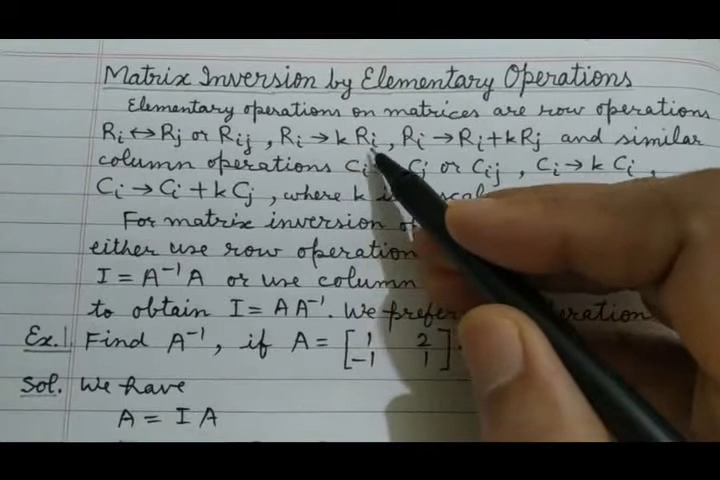 Matrix Inversion by Elementary Operations
Elementary operations on matrices are row operations
Ri ↔ Rj or Rij , Ri → k Ri , Ri → Ri + k Rj and similar
column operations Ci Cj or Cij , Ci → k Ci ,
Ci → Ci + k Cj , where k
For matrix inversion
either use row operation
I = A⁻¹ A or use column
to obtain I = A A⁻¹. We prefer
Ex. 1. Find A⁻¹, if A = [1 2
-1 1].
Sol. We have
A = I A